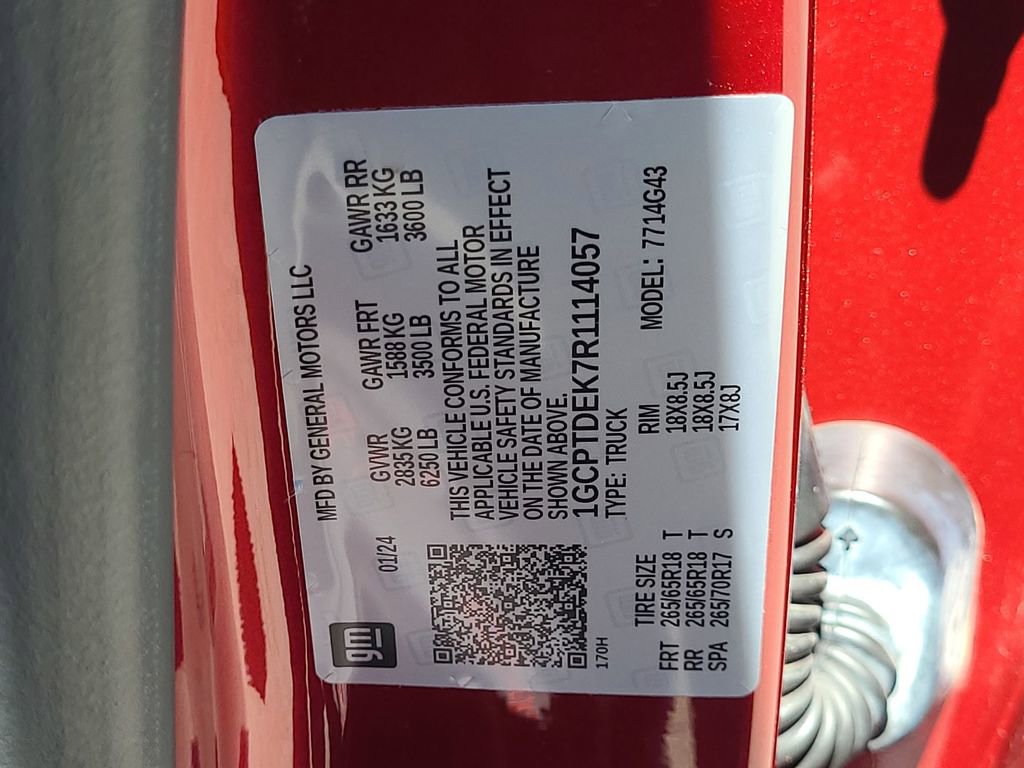 gm
MFD BY GENERAL MOTORS LLC
01/24
GVWR GAWR FRT GAWR RR
2835 KG 1588 KG 1633 KG
6250 LB 3500 LB 3600 LB
THIS VEHICLE CONFORMS TO ALL
APPLICABLE U.S. FEDERAL MOTOR
VEHICLE SAFETY STANDARDS IN EFFECT
ON THE DATE OF MANUFACTURE
SHOWN ABOVE.
1GCPTDEK7R1114057
TYPE: TRUCK
170H
TIRE SIZE RIM MODEL: 7714G43
FRT 265/65R18 T 18X8.5J
RR 265/65R18 T 18X8.5J
SPA 265/70R17 S 17X8J